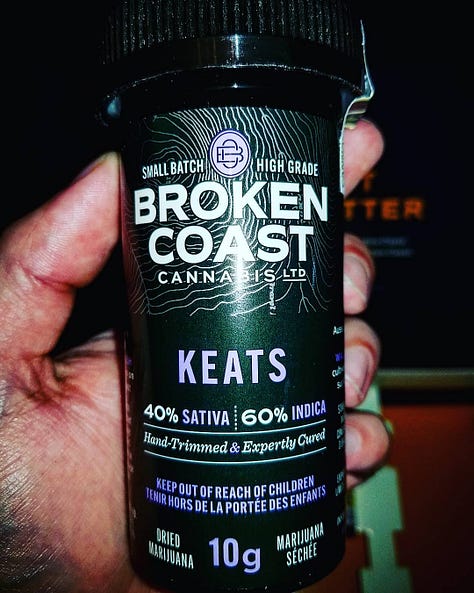 SMALL BATCH HIGH GRADE
BROKEN
COAST
CANNABIS LTD
KEATS
40% SATIVA 60% INDICA
Hand-Trimmed & Expertly Cured
KEEP OUT OF REACH OF CHILDREN
TENIR HORS DE LA PORTÉE DES ENFANTS
DRIED
MARIJUANA
10g
MARIJUANA
SÉCHÉE